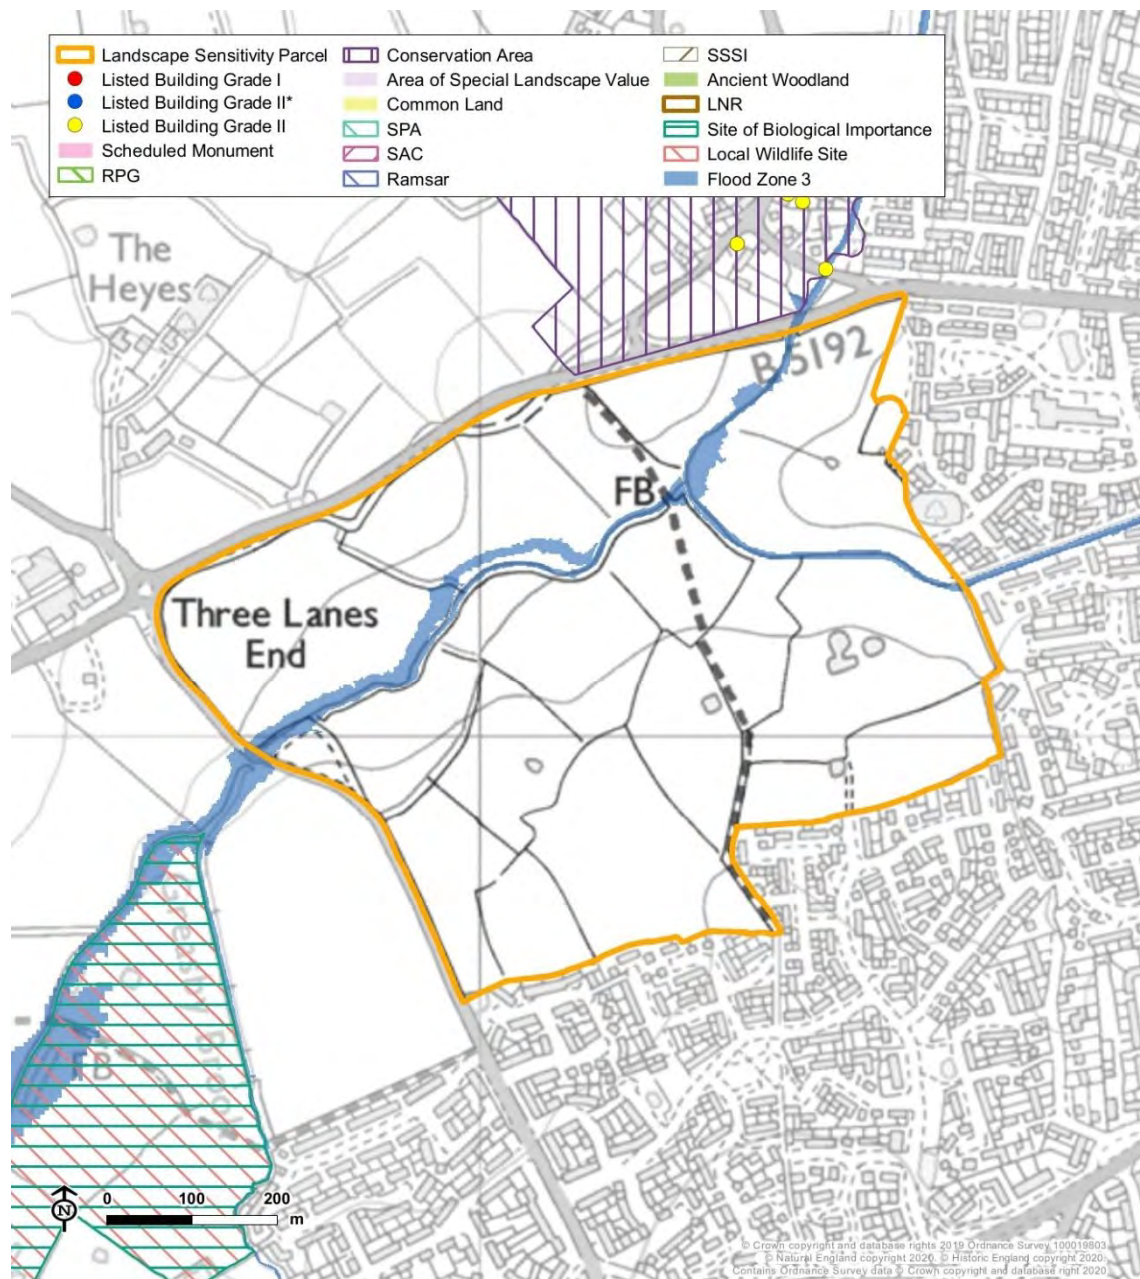 Landscape Sensitivity Parcel
Listed Building Grade I
Listed Building Grade II*
Listed Building Grade II
Scheduled Monument
RPG
Conservation Area
Area of Special Landscape Value
Common Land
SPA
SAC
Ramsar
SSSI
Ancient Woodland
LNR
Site of Biological Importance
Local Wildlife Site
Flood Zone 3
The
Heyes
B 5192
FB
Three Lanes
End
FB
N
0 100 200
m
© Crown copyright and database rights 2019 Ordnance Survey 100019803
© Natural England copyright 2020, © Historic England copyright 2020,
Contains Ordnance Survey data © Crown copyright and database right 2020